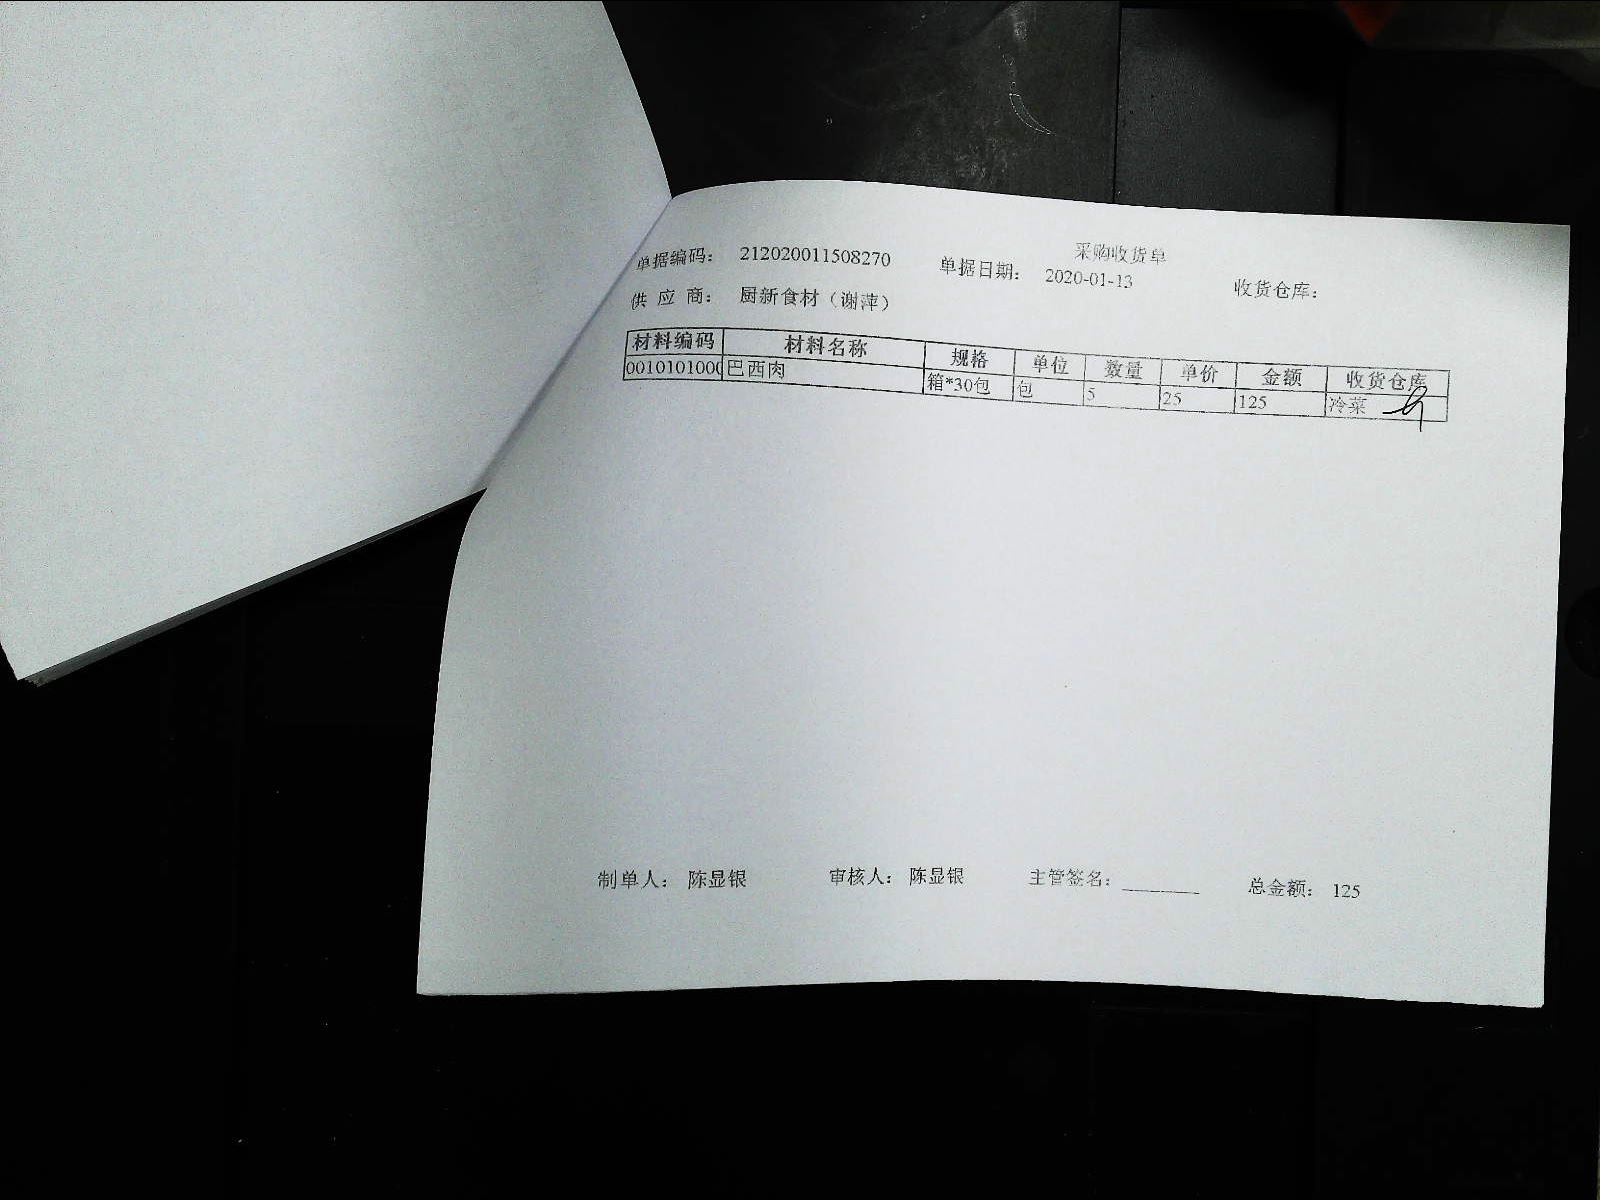 采购收货单
单据编码： 212020011508270 单据日期： 2020-01-13 收货仓库：
供 应 商： 厨新食材（谢萍）
材料编码 材料名称 规格 单位 数量 单价 金额 收货仓库
0010101000 巴西肉 箱*30包 包 5 25 125 冷菜
制单人： 陈显银 审核人： 陈显银 主管签名：________ 总金额： 125